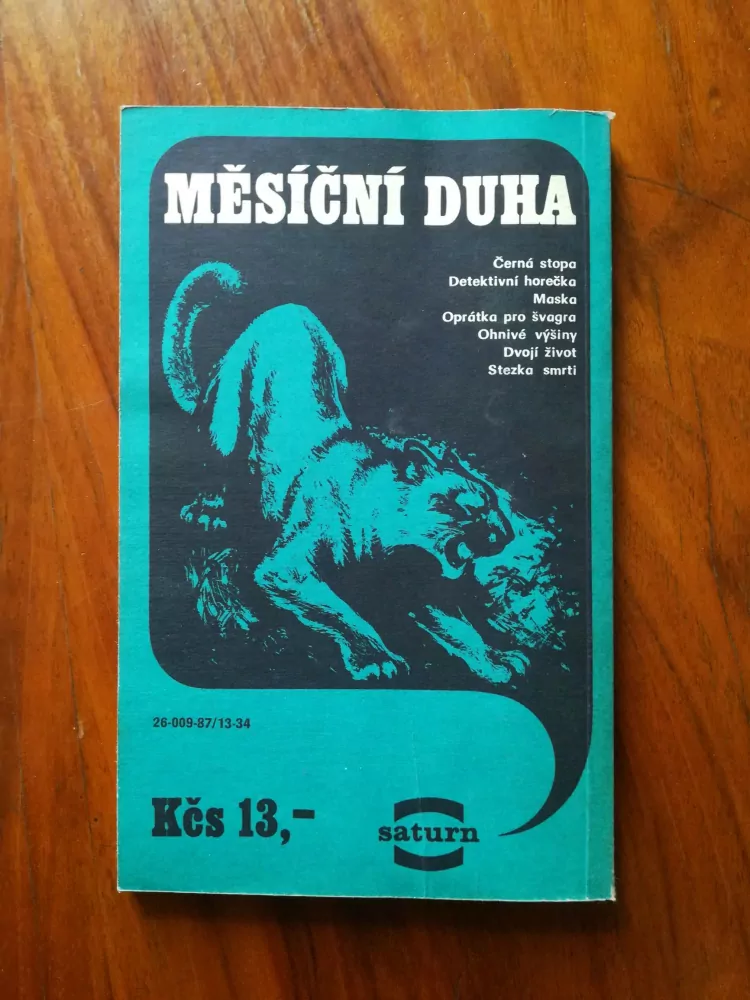 MĚSÍČNÍ DUHA
Černá stopa
Detektivní horečka
Maska
Oprátka pro švagra
Ohnivé výšiny
Dvojí život
Stezka smrti
26-009-87/13-34
Kčs 13,-
saturn